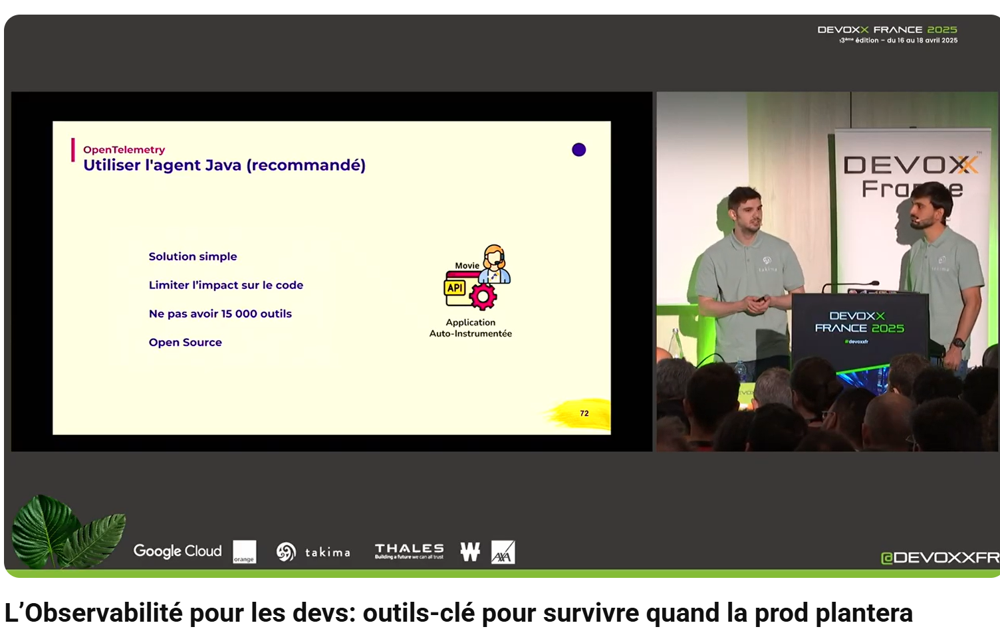 DEVOXX FRANCE 2025
13ème édition – du 16 au 18 avril 2025
OpenTelemetry
Utiliser l'agent Java (recommandé)
Solution simple
Limiter l’impact sur le code
Ne pas avoir 15 000 outils
Open Source
Movie
API
Application
Auto-Instrumentée
72
DEVOXX™
France
takima
takima
DEVOXX
FRANCE 2025
#devoxxfr
Google Cloud
orange
takima
THALES
Building a future we can all trust
W
AXA
@DEVOXXFR
L’Observabilité pour les devs: outils-clé pour survivre quand la prod plantera